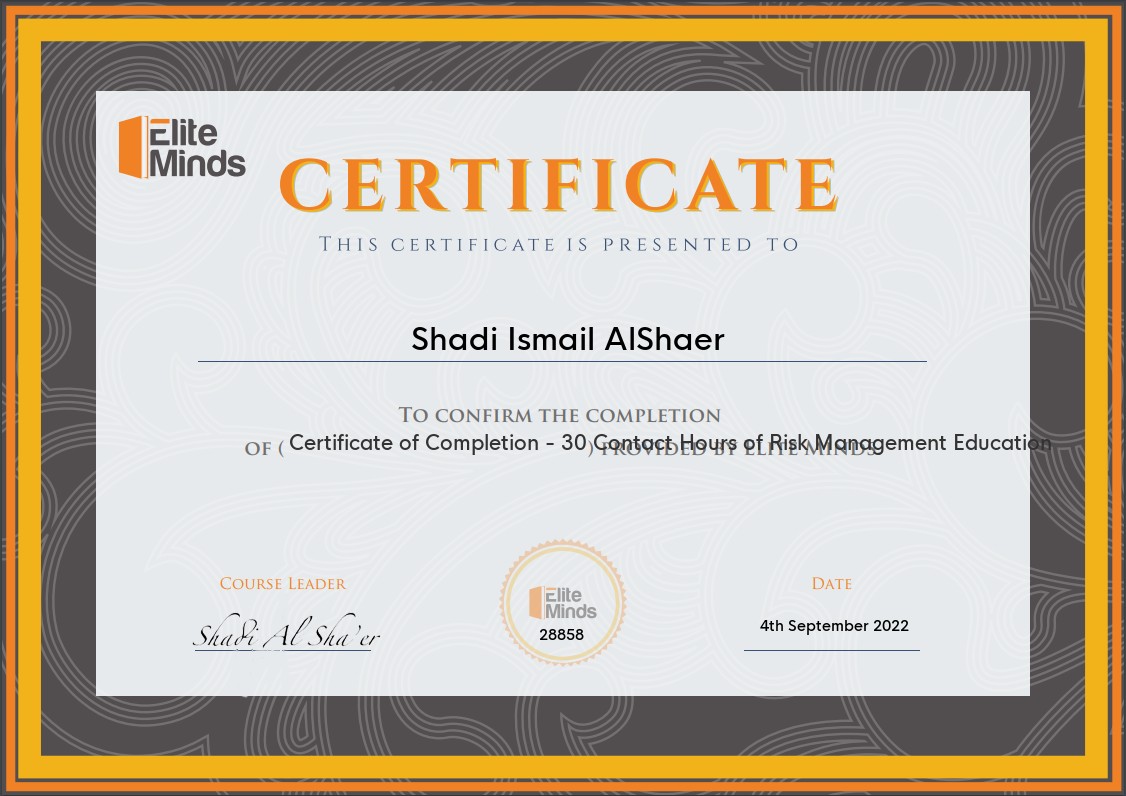 Elite
Minds
CERTIFICATE
THIS CERTIFICATE IS PRESENTED TO
Shadi Ismail AlShaer
TO CONFIRM THE COMPLETION
OF ( Certificate of Completion - 30 Contact Hours of Risk Management Education
) PROVIDED BY ELITE MINDS
COURSE LEADER
Shadi Al Sha'er
Elite
Minds
28858
DATE
4th September 2022